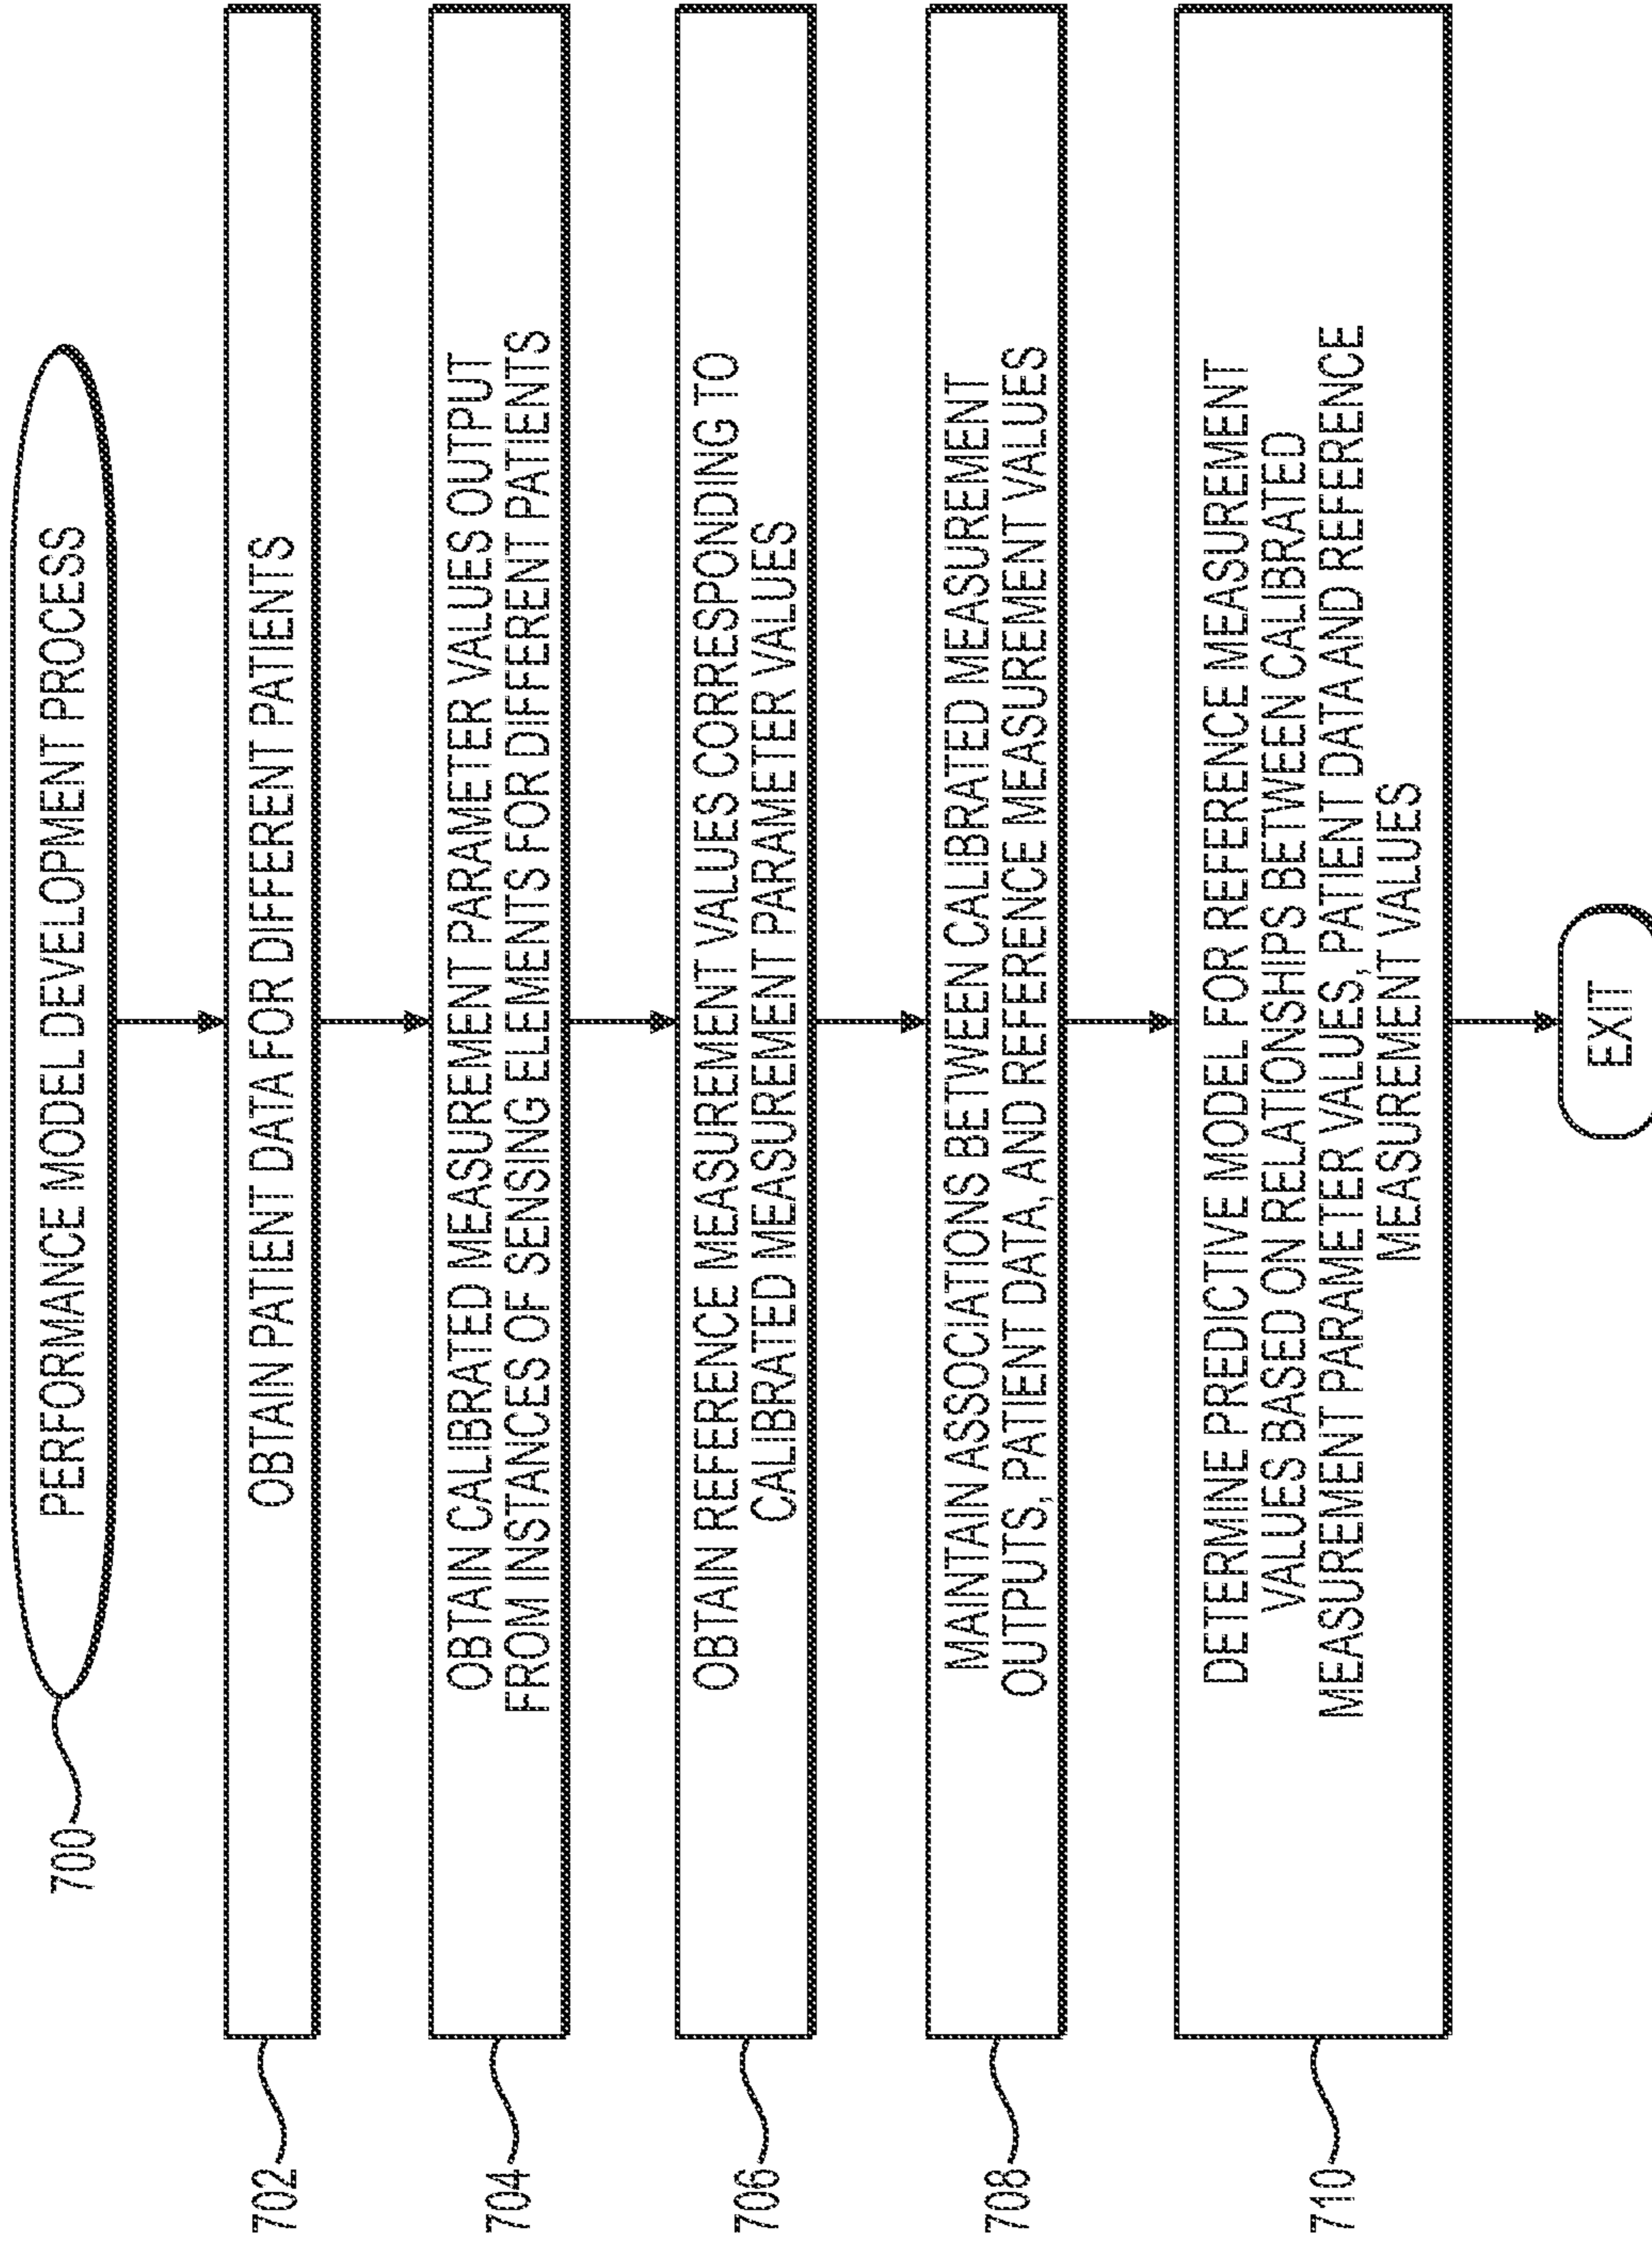 700
PERFORMANCE MODEL DEVELOPMENT PROCESS
702
OBTAIN PATIENT DATA FOR DIFFERENT PATIENTS
704
OBTAIN CALIBRATED MEASUREMENT PARAMETER VALUES OUTPUT
FROM INSTANCES OF SENSING ELEMENTS FOR DIFFERENT PATIENTS
706
OBTAIN REFERENCE MEASUREMENT VALUES CORRESPONDING TO
CALIBRATED MEASUREMENT PARAMETER VALUES
708
MAINTAIN ASSOCIATIONS BETWEEN CALIBRATED MEASUREMENT
OUTPUTS, PATIENT DATA, AND REFERENCE MEASUREMENT VALUES
710
DETERMINE PREDICTIVE MODEL FOR REFERENCE MEASUREMENT
VALUES BASED ON RELATIONSHIPS BETWEEN CALIBRATED
MEASUREMENT PARAMETER VALUES, PATIENT DATA AND REFERENCE
MEASUREMENT VALUES
EXIT